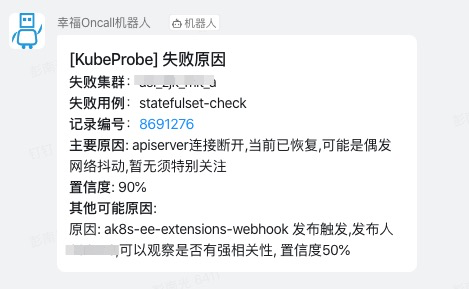 幸福Oncall机器人 机器人
[KubeProbe] 失败原因
失败集群：
失败用例：statefulset-check
记录编号：8691276
主要原因: apiserver连接断开,当前已恢复,可能是偶发
网络抖动,暂无须特别关注
置信度: 90%
其他可能原因:
原因: ak8s-ee-extensions-webhook 发布触发,发布人
,可以观察是否有强相关性, 置信度50%